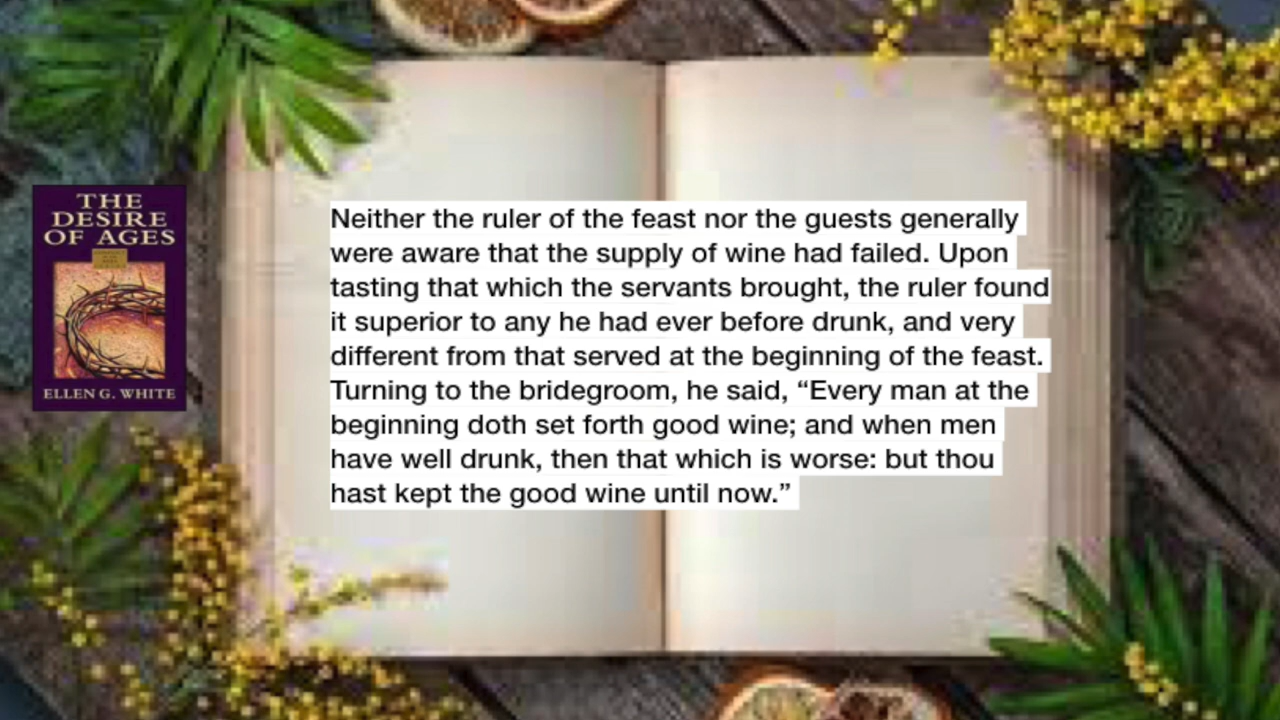 THE
DESIRE
OF AGES
ELLEN G. WHITE
Neither the ruler of the feast nor the guests generally
were aware that the supply of wine had failed. Upon
tasting that which the servants brought, the ruler found
it superior to any he had ever before drunk, and very
different from that served at the beginning of the feast.
Turning to the bridegroom, he said, “Every man at the
beginning doth set forth good wine; and when men
have well drunk, then that which is worse: but thou
hast kept the good wine until now.”